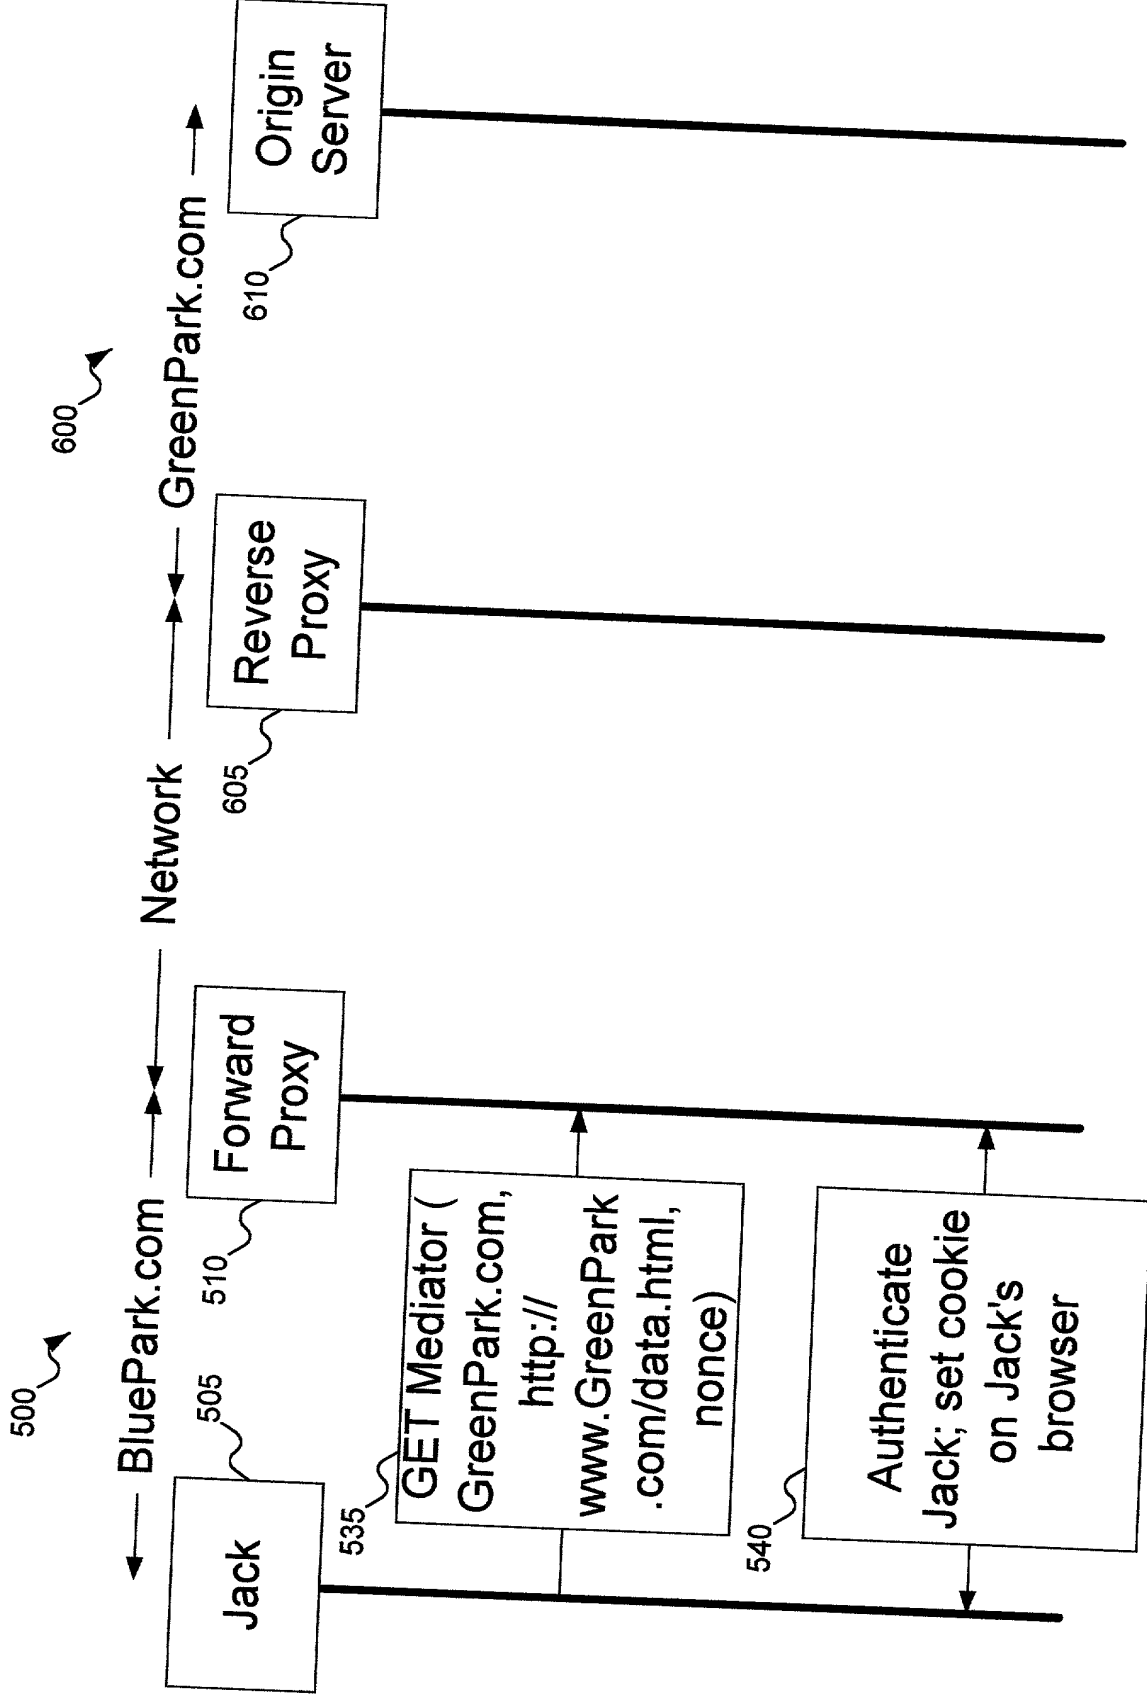 500
600
BluePark.com
Network
GreenPark.com
505
510
605
610
Jack
Forward
Proxy
Reverse
Proxy
Origin
Server
535
GET Mediator (
GreenPark.com,
http://
www.GreenPark
.com/data.html,
nonce)
540
Authenticate
Jack; set cookie
on Jack's
browser